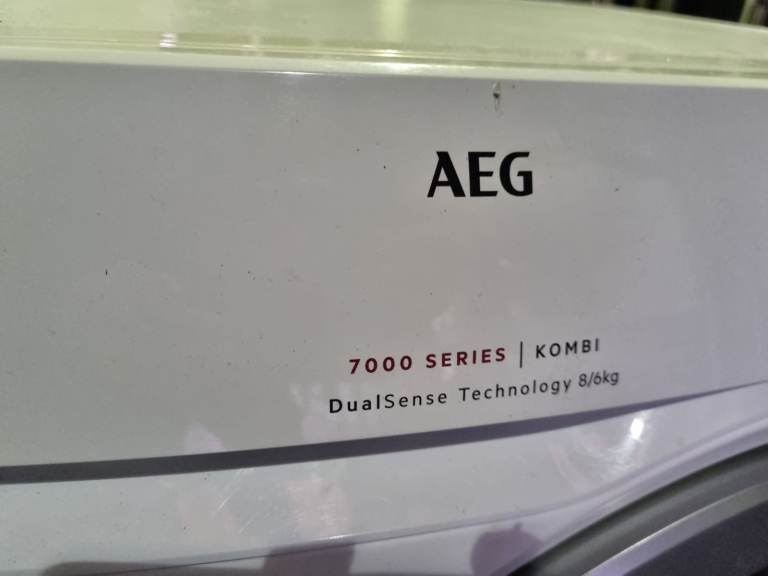 AEG
7000 SERIES | KOMBI
DualSense Technology 8/6kg